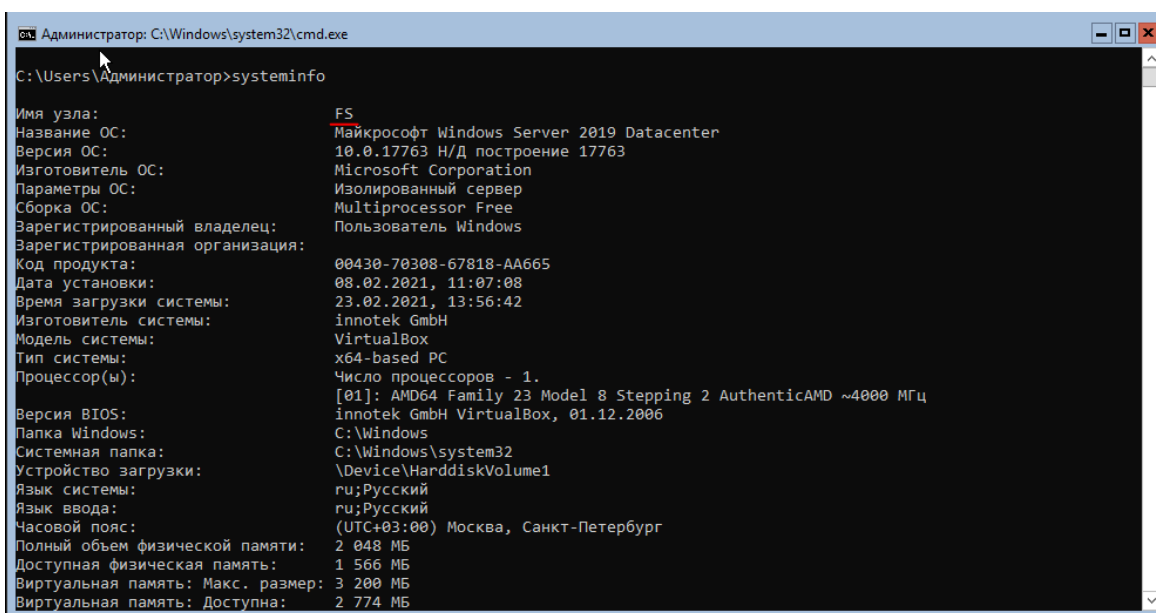 Администратор: C:\Windows\system32\cmd.exe
C:\Users\Администратор>systeminfo
Имя узла: FS
Название ОС: Майкрософт Windows Server 2019 Datacenter
Версия ОС: 10.0.17763 Н/Д построение 17763
Изготовитель ОС: Microsoft Corporation
Параметры ОС: Изолированный сервер
Сборка ОС: Multiprocessor Free
Зарегистрированный владелец: Пользователь Windows
Зарегистрированная организация:
Код продукта: 00430-70308-67818-AA665
Дата установки: 08.02.2021, 11:07:08
Время загрузки системы: 23.02.2021, 13:56:42
Изготовитель системы: innotek GmbH
Модель системы: VirtualBox
Тип системы: x64-based PC
Процессор(ы): Число процессоров - 1.
[01]: AMD64 Family 23 Model 8 Stepping 2 AuthenticAMD ~4000 МГц
Версия BIOS: innotek GmbH VirtualBox, 01.12.2006
Папка Windows: C:\Windows
Системная папка: C:\Windows\system32
Устройство загрузки: \Device\HarddiskVolume1
Язык системы: ru;Русский
Язык ввода: ru;Русский
Часовой пояс: (UTC+03:00) Москва, Санкт-Петербург
Полный объем физической памяти: 2 048 МБ
Доступная физическая память: 1 566 МБ
Виртуальная память: Макс. размер: 3 200 МБ
Виртуальная память: Доступна: 2 774 МБ